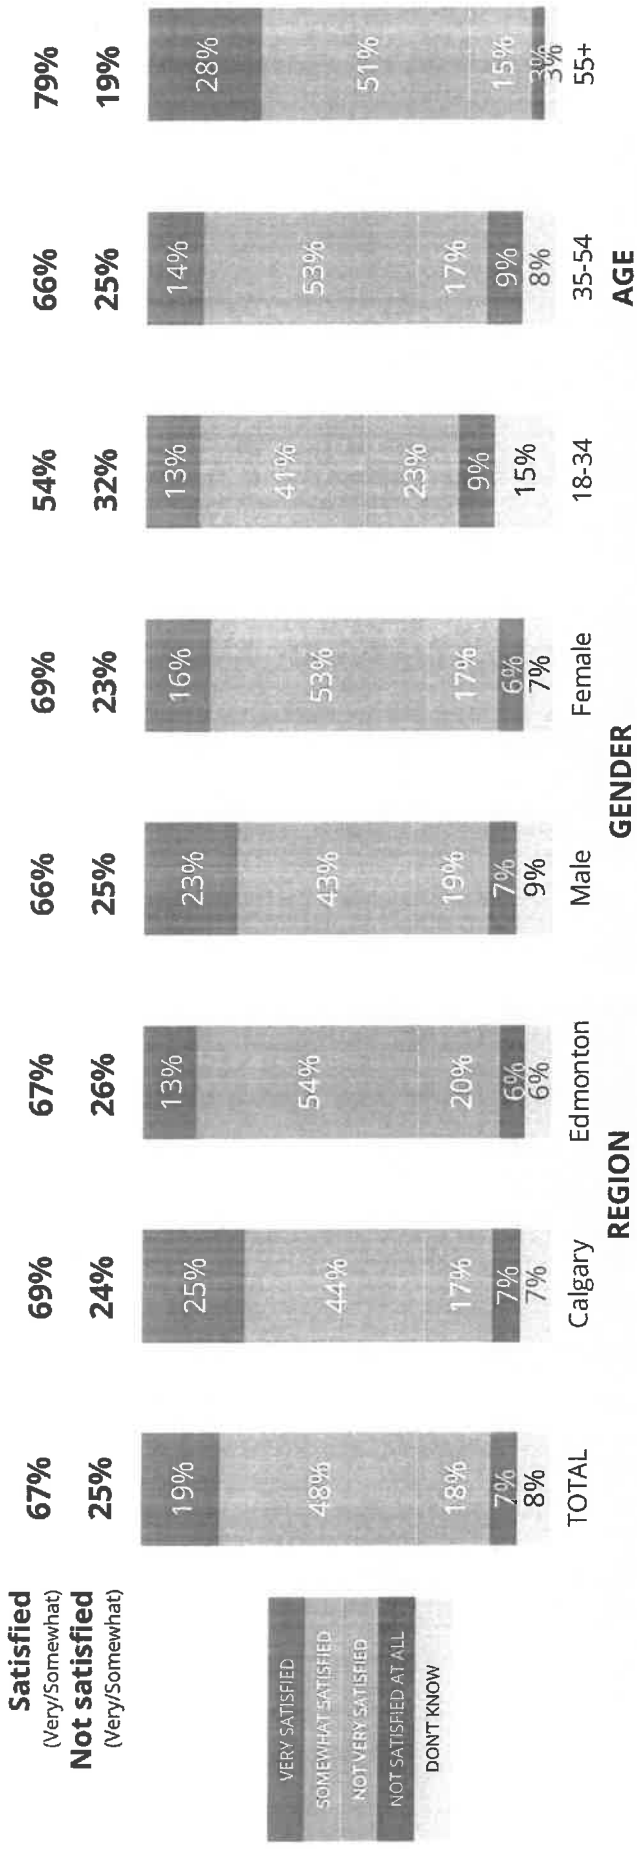 Satisfied 67% 69% 67% 66% 69% 54% 66% 79%
(Very/Somewhat)
Not satisfied 25% 24% 26% 25% 23% 32% 25% 19%
(Very/Somewhat)
VERY SATISFIED 19% 25% 13% 23% 16% 13% 14% 28%
SOMEWHAT SATISFIED 48% 44% 54% 43% 53% 41% 53% 51%
NOT VERY SATISFIED 18% 17% 20% 19% 17% 23% 17% 15%
NOT SATISFIED AT ALL 7% 7% 6% 7% 6% 9% 9% 3%
DON'T KNOW 8% 7% 6% 9% 7% 15% 8% 3%
TOTAL Calgary Edmonton Male Female 18-34 35-54 55+
REGION GENDER AGE